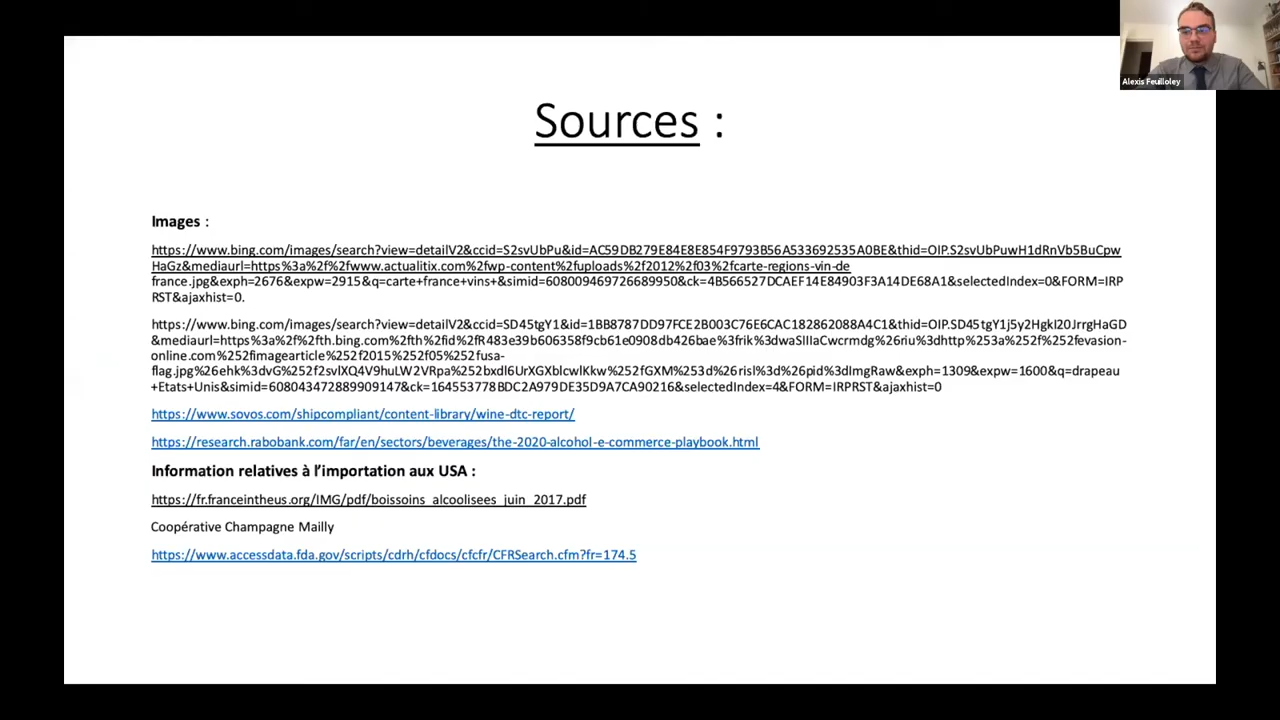 Alexis Feuilloley
Sources :
Images :
https://www.bing.com/images/search?view=detailV2&ccid=S2svUbPu&id=AC59DB279E84E8E854F9793B56A533692535A0BE&thid=OIP.S2svUbPuwH1dRnVb5BuCpw
HaGz&mediaurl=https%3a%2f%2fwww.actualitix.com%2fwp-content%2fuploads%2f2012%2f03%2fcarte-regions-vin-de
france.jpg&exph=2676&expw=2915&q=carte+france+vins+&simid=608009469726689950&ck=4B566527DCAEF14E84903F3A14DE68A1&selectedIndex=0&FORM=IRP
RST&ajaxhist=0.
https://www.bing.com/images/search?view=detailV2&ccid=SD45tgY1&id=1BB8787DD97FCE2B003C76E6CAC182862088A4C1&thid=OIP.SD45tgY1j5y2HgkI20JrrgHaGD
&mediaurl=https%3a%2f%2fth.bing.com%2fth%2fid%2fR483e39b606358f9cb61e0908db426bae%3frik%3dwaSIIIaCwcrmdg%26riu%3dhttp%253a%252f%252fevasion-
online.com%252fimagearticle%252f2015%252f05%252fusa-
flag.jpg%26ehk%3dvG%252f2svlXQ4V9huLW2VRpa%252bxdl6UrXGXblcwlKkw%252fGXM%253d%26risl%3d%26pid%3dImgRaw&exph=1309&expw=1600&q=drapeau
+Etats+Unis&simid=608043472889909147&ck=164553778BDC2A979DE35D9A7CA90216&selectedIndex=4&FORM=IRPRST&ajaxhist=0
https://www.sovos.com/shipcompliant/content-library/wine-dtc-report/
https://research.rabobank.com/far/en/sectors/beverages/the-2020-alcohol-e-commerce-playbook.html
Information relatives à l’importation aux USA :
https://fr.franceintheus.org/IMG/pdf/boissoins_alcoolisees_juin_2017.pdf
Coopérative Champagne Mailly
https://www.accessdata.fda.gov/scripts/cdrh/cfdocs/cfcfr/CFRSearch.cfm?fr=174.5